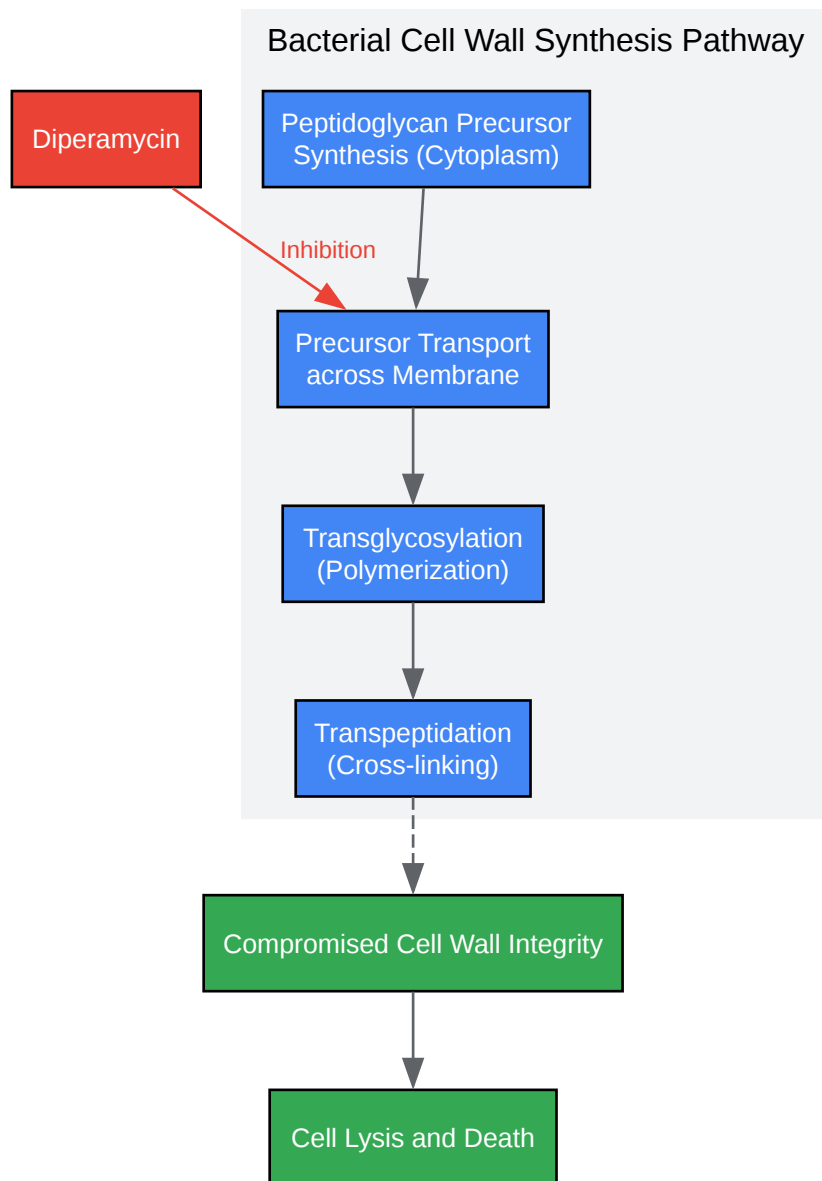 Bacterial Cell Wall Synthesis Pathway
Diperamycin
Peptidoglycan Precursor
Synthesis (Cytoplasm)
Inhibition
Precursor Transport
across Membrane
Transglycosylation
(Polymerization)
Transpeptidation
(Cross-linking)
Compromised Cell Wall Integrity
Cell Lysis and Death